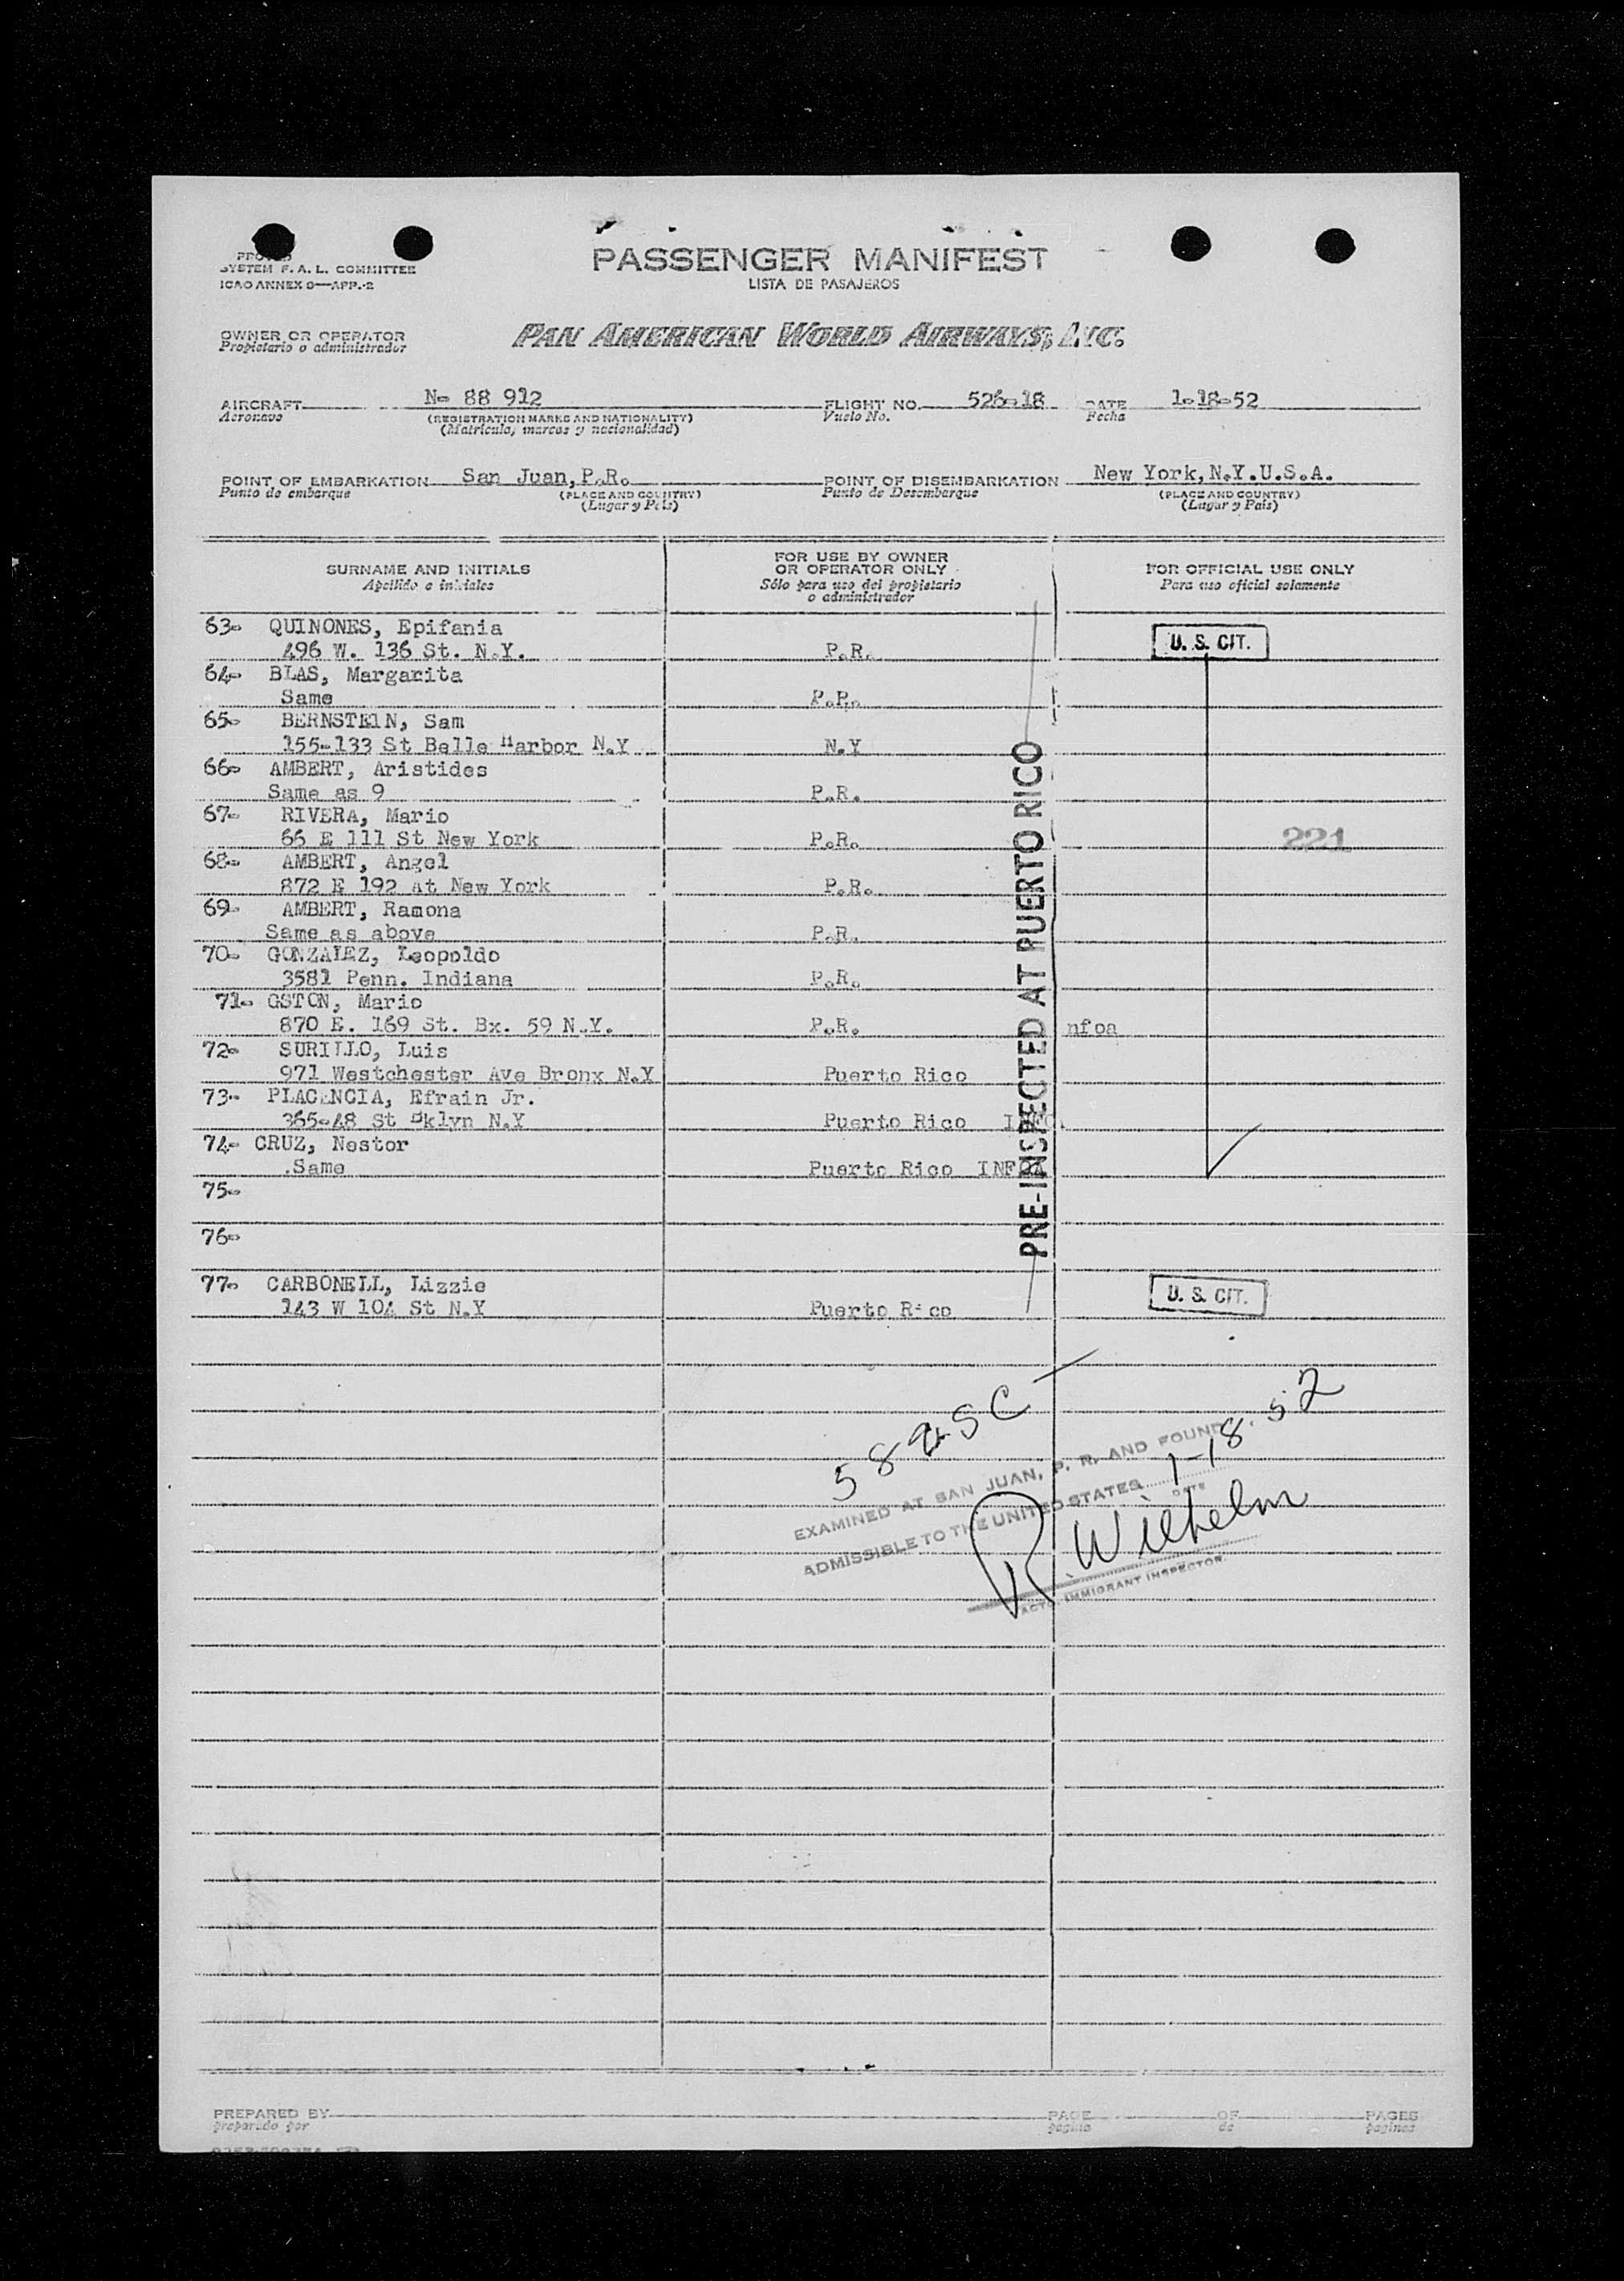 SYSTEM F. A. L. COMMITTEE
ICAO ANNEX 9—APP.-2
PASSENGER MANIFEST
LISTA DE PASAJEROS
OWNER OR OPERATOR
Propietario o administrador
PAN AMERICAN WORLD AIRWAYS, INC.
AIRCRAFT N- 88 912 FLIGHT NO. 526-18 DATE 1-18-52
Aeronave (REGISTRATION MARKS AND NATIONALITY) Vuelo No. Fecha
(Matricula, marcas y nacionalidad)
POINT OF EMBARKATION San Juan, P.R. POINT OF DISEMBARKATION New York, N.Y.U.S.A.
Punto de embarque (PLACE AND COUNTRY) Punto de Desembarque (PLACE AND COUNTRY)
(Lugar y País) (Lugar y País)
SURNAME AND INITIALS
Apellido e iniciales
FOR USE BY OWNER
OR OPERATOR ONLY
Sólo para uso del propietario
o administrador
FOR OFFICIAL USE ONLY
Para uso oficial solamente
63- QUINONES, Epifania
496 W. 136 St. N.Y. P.R. U. S. CIT.
64- BLAS, Margarita
Same P.R.
65- BERNSTEIN, Sam
155-133 St Belle Harbor N.Y N.Y
66- AMBERT, Aristides
Same as 9 P.R.
67- RIVERA, Mario
66 E 111 St New York P.R. 221
68- AMBERT, Angel
872 E 192 at New York P.R.
69- AMBERT, Ramona
Same as above P.R.
70- GONZALEZ, Leopoldo
3581 Penn. Indiana P.R.
71- OSTON, Mario
870 E. 169 St. Bx. 59 N.Y. P.R. nfoa
72- SURILLO, Luis
971 Westchester Ave Bronx N.Y Puerto Rico
73- PLACENCIA, Efrain Jr.
365-48 St Bklyn N.Y Puerto Rico
74- CRUZ, Nestor
Same Puerto Rico INFOA
75-
76-
77- CARBONELL, Lizzie
143 W 104 St N.Y Puerto Rico U. S. CIT.
PRE-INSPECTED AT PUERTO RICO
EXAMINED AT SAN JUAN, P. R. AND FOUND
ADMISSIBLE TO THE UNITED STATES 1-18-52
DATE
R. Wilhelm
ACTG. IMMIGRANT INSPECTOR
PREPARED BY PAGE OF PAGES
preparado por pagina de paginas